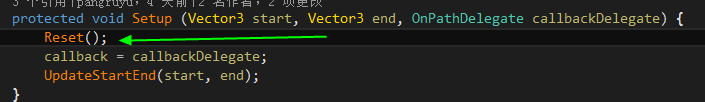 3 个引用|pangruyu，4 天前|2 名作者，2 项更改
protected void Setup (Vector3 start, Vector3 end, OnPathDelegate callbackDelegate) {
Reset();
callback = callbackDelegate;
UpdateStartEnd(start, end);
}